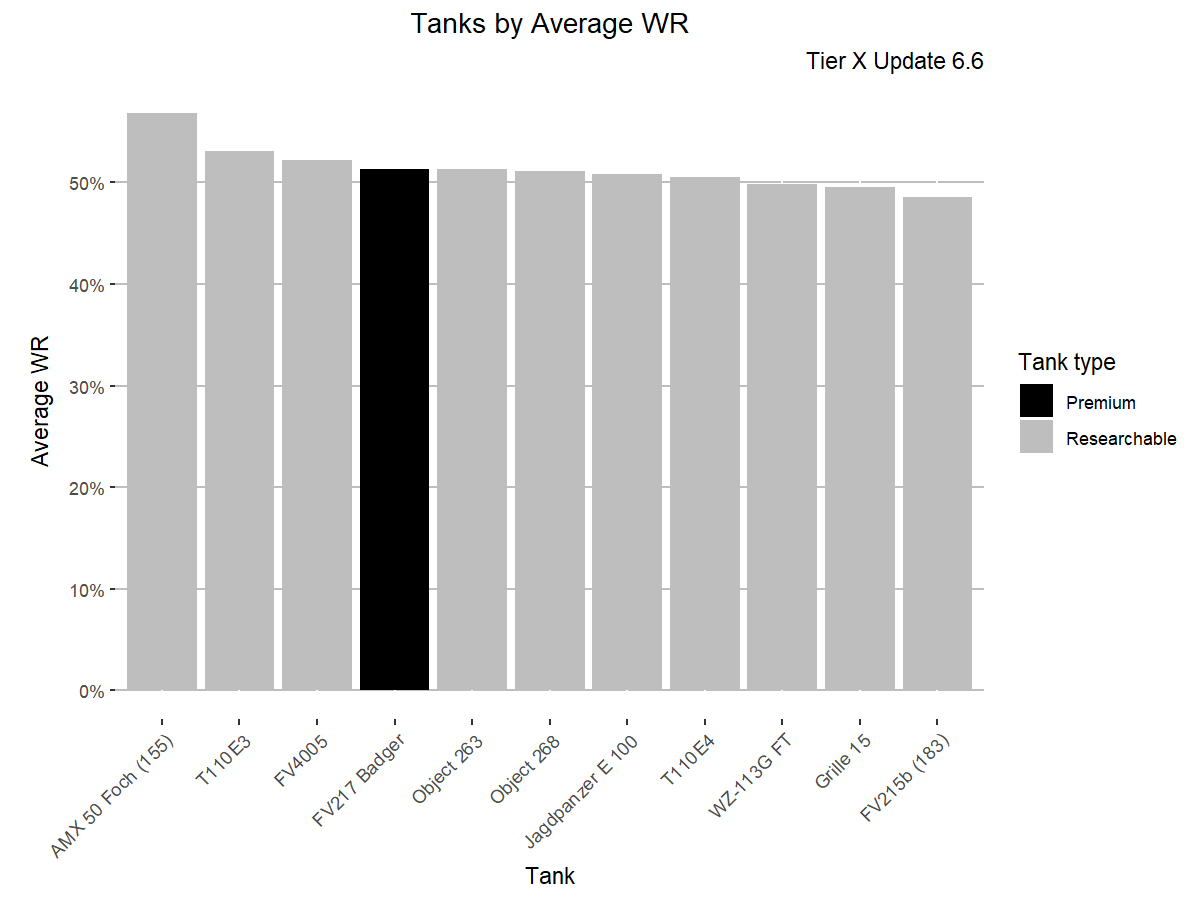 Tanks by Average WR
Tier X Update 6.6
Average WR
50%
40%
30%
20%
10%
0%
AMX 50 Foch (155)
T110E3
FV4005
FV217 Badger
Object 263
Object 268
Jagdpanzer E 100
T110E4
WZ-113G FT
Grille 15
FV215b (183)
Tank
Tank type
Premium
Researchable